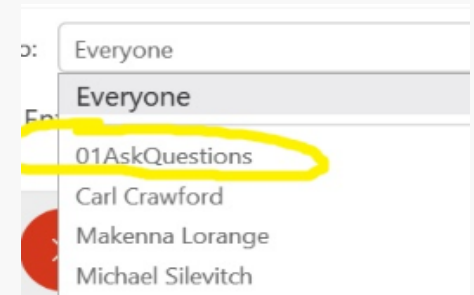 o: Everyone
Everyone
01AskQuestions
Carl Crawford
Makenna Lorange
Michael Silevitch